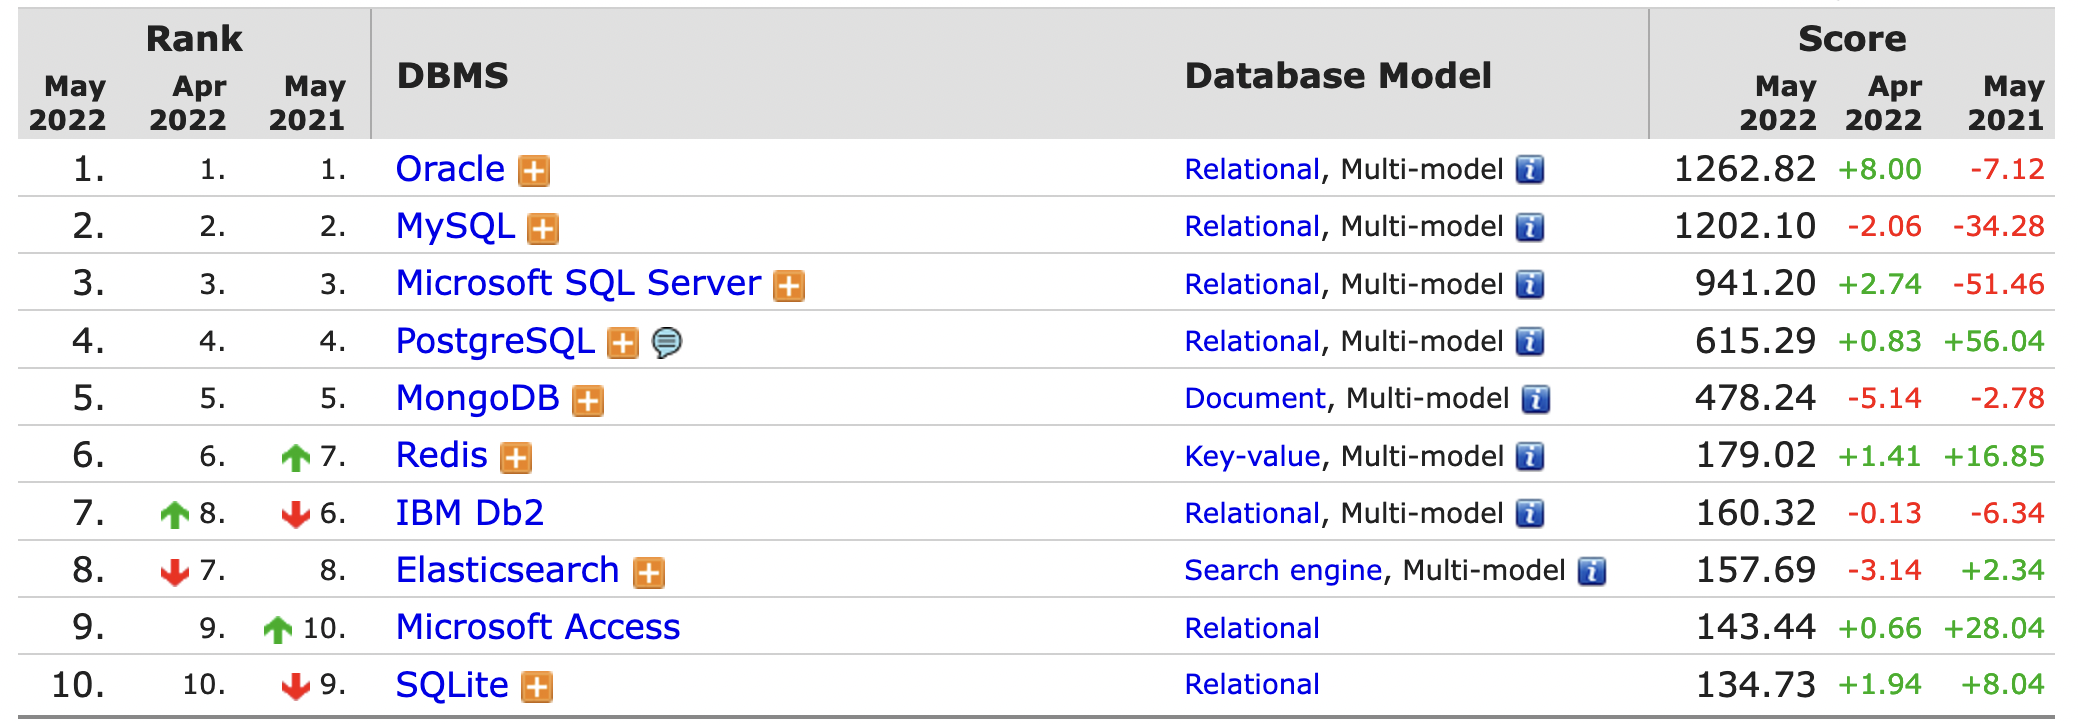 Rank DBMS Database Model Score
May 2022 Apr 2022 May 2021 May 2022 Apr 2022 May 2021
1. 1. 1. Oracle Relational, Multi-model 1262.82 +8.00 -7.12
2. 2. 2. MySQL Relational, Multi-model 1202.10 -2.06 -34.28
3. 3. 3. Microsoft SQL Server Relational, Multi-model 941.20 +2.74 -51.46
4. 4. 4. PostgreSQL Relational, Multi-model 615.29 +0.83 +56.04
5. 5. 5. MongoDB Document, Multi-model 478.24 -5.14 -2.78
6. 6. 7. Redis Key-value, Multi-model 179.02 +1.41 +16.85
7. 8. 6. IBM Db2 Relational, Multi-model 160.32 -0.13 -6.34
8. 7. 8. Elasticsearch Search engine, Multi-model 157.69 -3.14 +2.34
9. 9. 10. Microsoft Access Relational 143.44 +0.66 +28.04
10. 10. 9. SQLite Relational 134.73 +1.94 +8.04